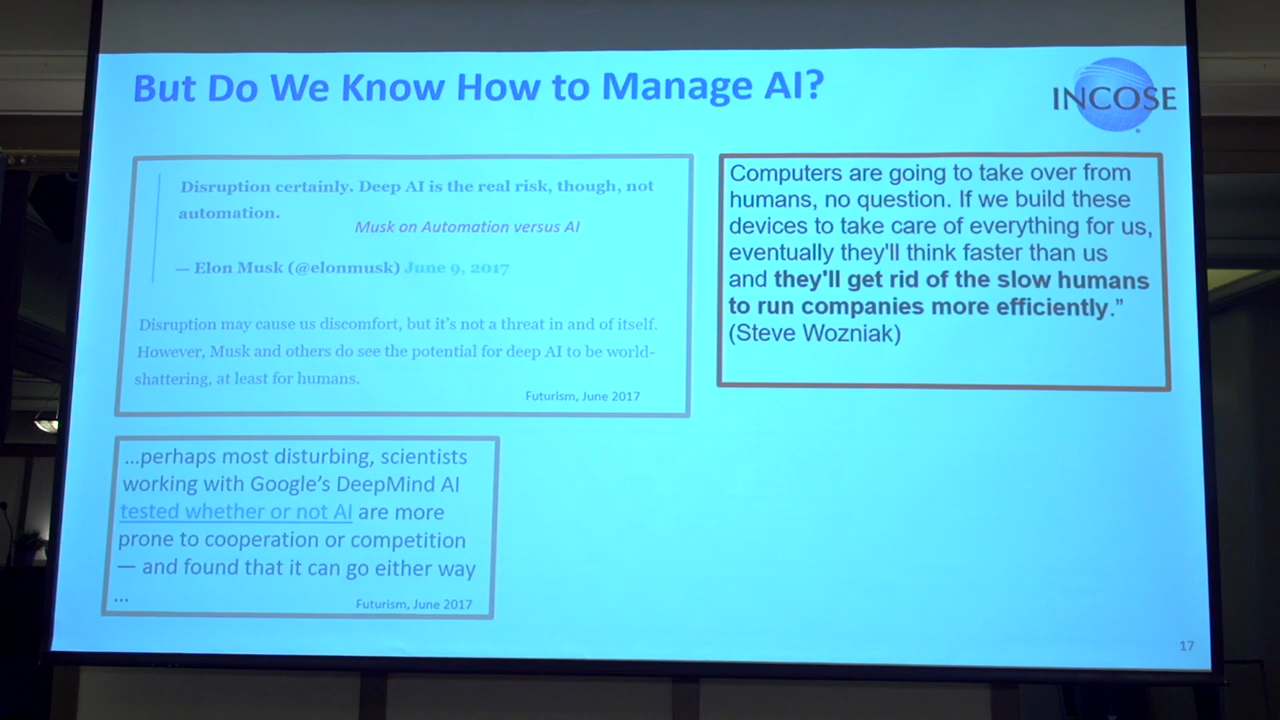 But Do We Know How to Manage AI?
INCOSE
Disruption certainly. Deep AI is the real risk, though, not
automation.
Musk on Automation versus AI
— Elon Musk (@elonmusk) June 9, 2017
Disruption may cause us discomfort, but it's not a threat in and of itself.
However, Musk and others do see the potential for deep AI to be world-
shattering, at least for humans.
Futurism, June 2017
Computers are going to take over from
humans, no question. If we build these
devices to take care of everything for us,
eventually they'll think faster than us
and they'll get rid of the slow humans
to run companies more efficiently.”
(Steve Wozniak)
...perhaps most disturbing, scientists
working with Google's DeepMind AI
tested whether or not AI are more
prone to cooperation or competition
— and found that it can go either way
...
Futurism, June 2017
17